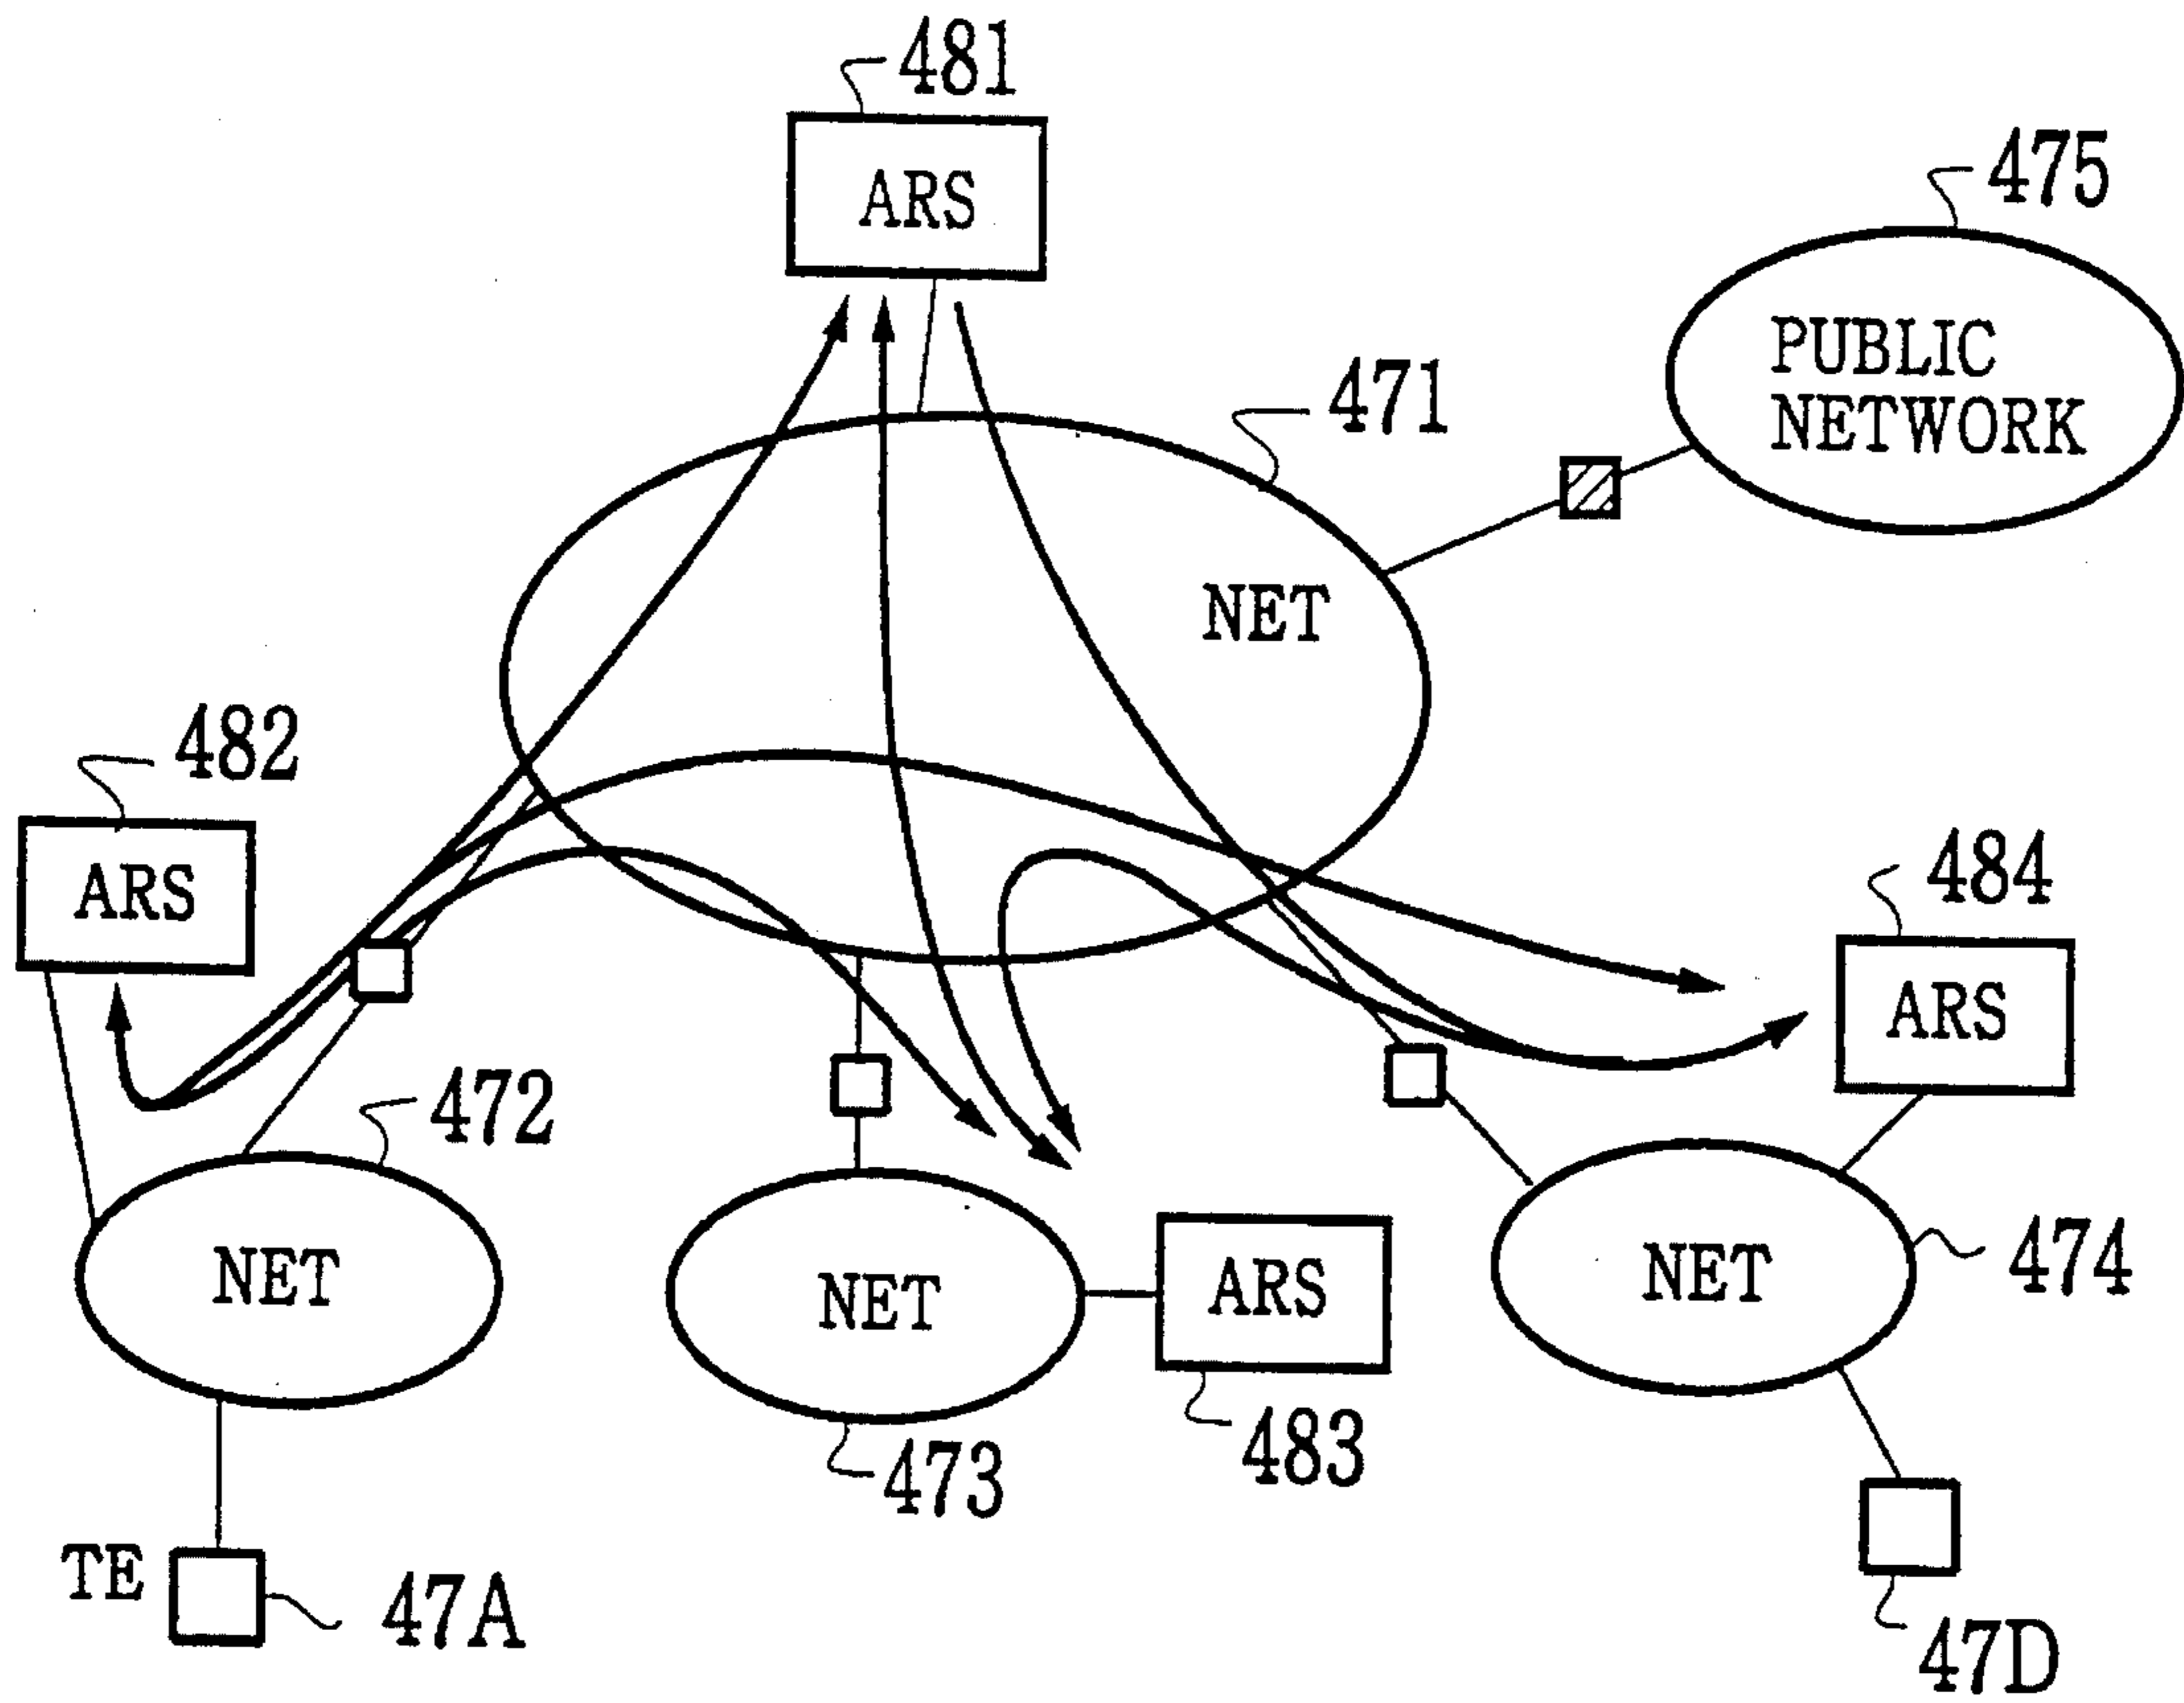 481
ARS
475
PUBLIC
NETWORK
471
NET
482
ARS
484
ARS
472
474
NET
NET
ARS
NET
473
483
TE
47A
47D